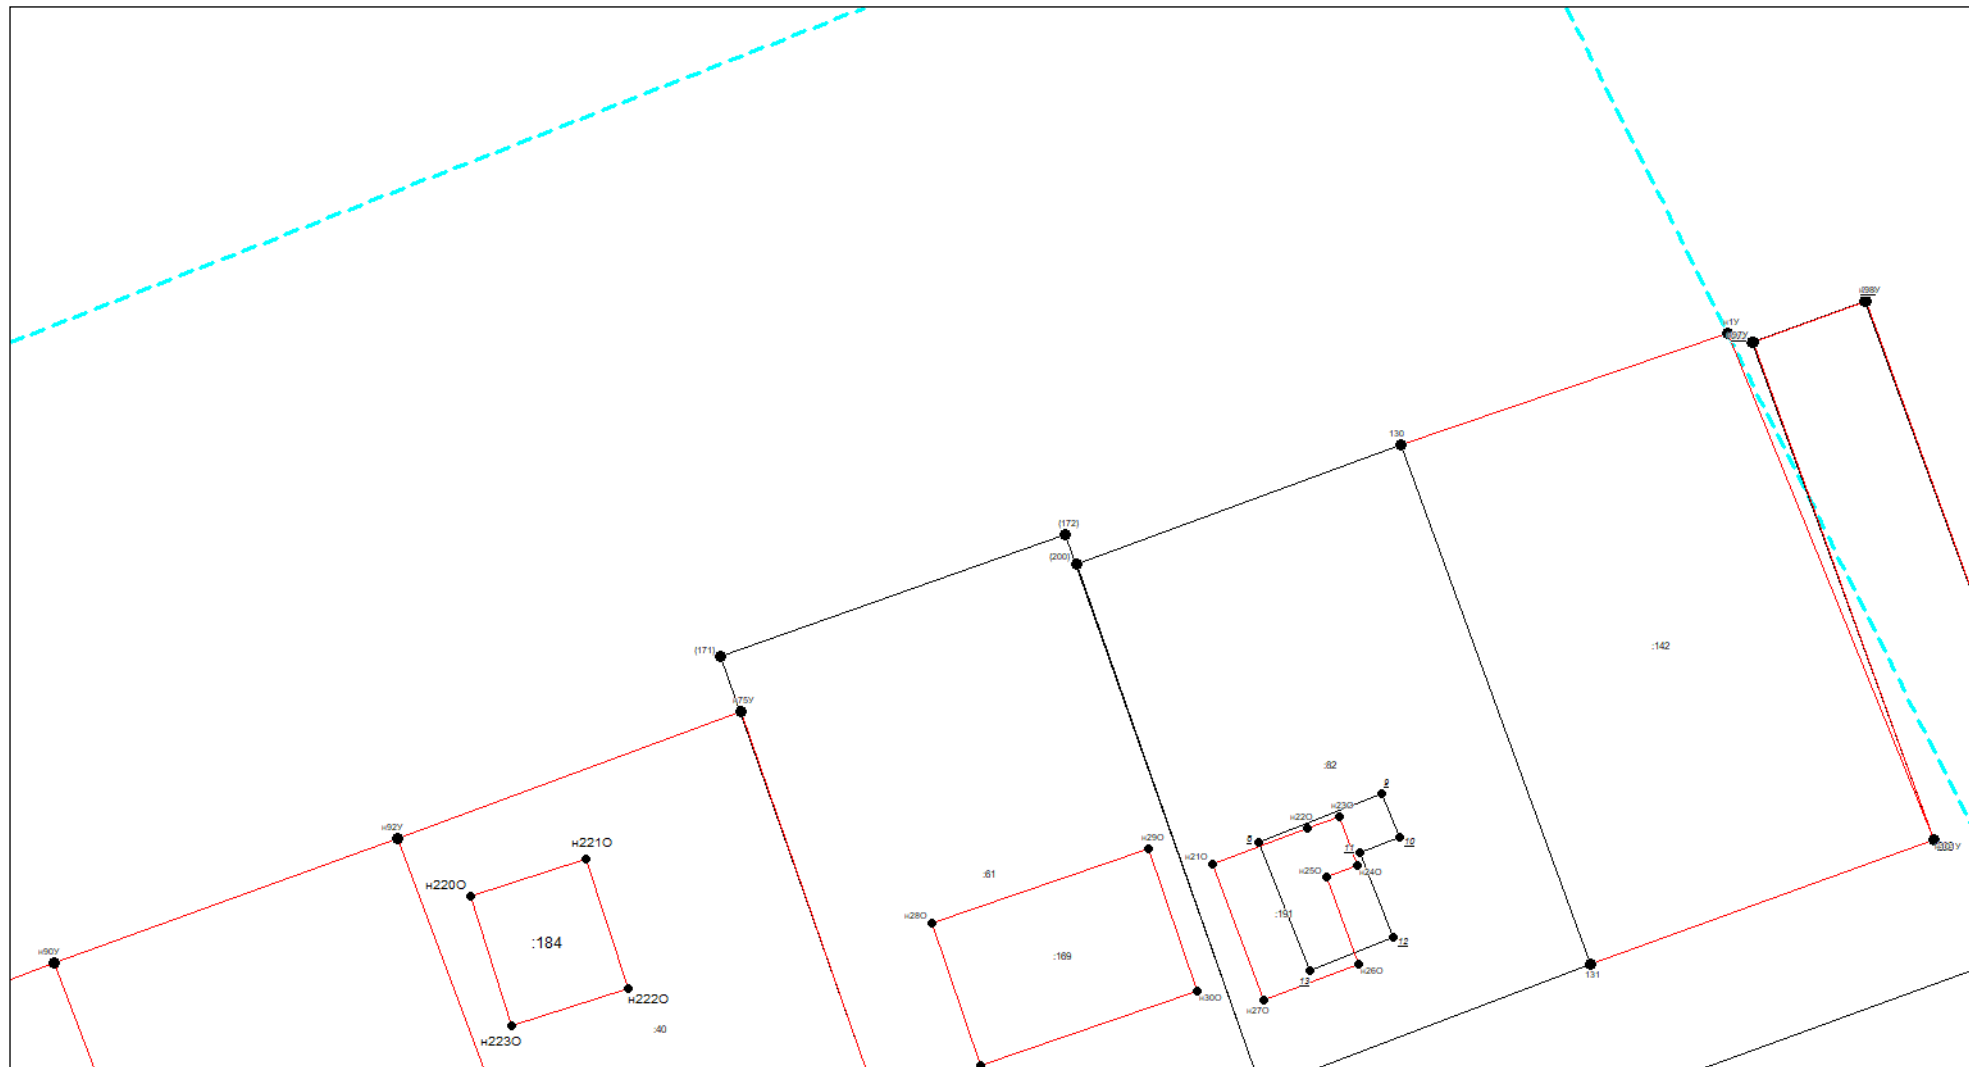 н98У
н1У
н97У
130
(172)
(200)
:142
(171)
н75У
:82
9
н23О
н22О
н92У
8
10
н29О
н221О
11
н21О
н25О
н24О
:61
н220О
:191
н28О
:184
12
н90У
:169
н26О
13
131
н222О
н30О
н27О
:40
н223О